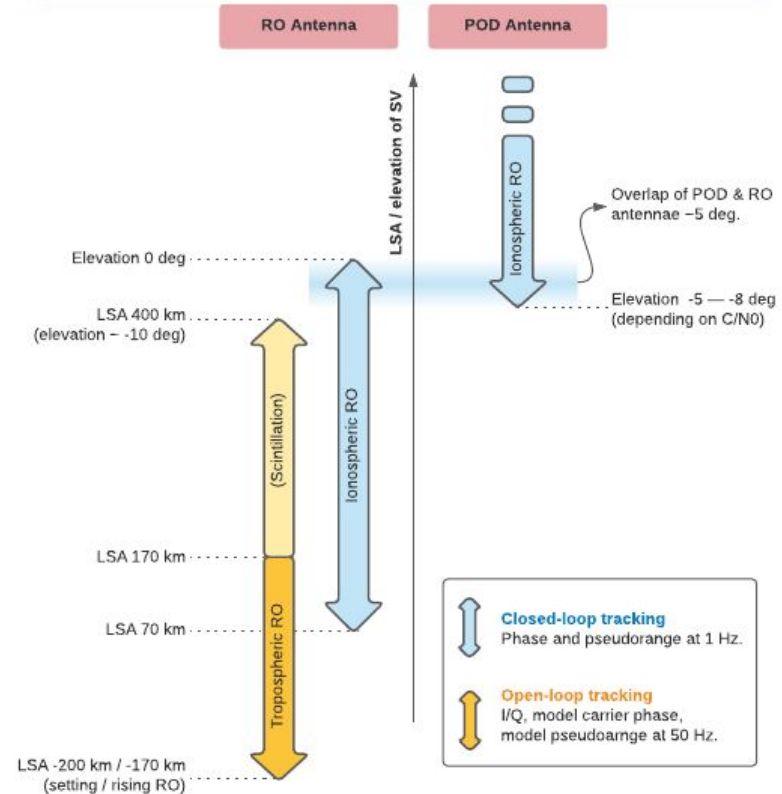 RO Antenna
POD Antenna
LSA / elevation of SV
Ionospheric RO
Overlap of POD & RO
antennae ~5 deg.
Elevation 0 deg
Elevation -5 — -8 deg
(depending on C/N0)
LSA 400 km
(elevation ~ -10 deg)
(Scintillation)
Ionospheric RO
LSA 170 km
LSA 70 km
Tropospheric RO
LSA -200 km / -170 km
(setting / rising RO)
Closed-loop tracking
Phase and pseudorange at 1 Hz.
Open-loop tracking
I/Q, model carrier phase,
model pseudoarnge at 50 Hz.